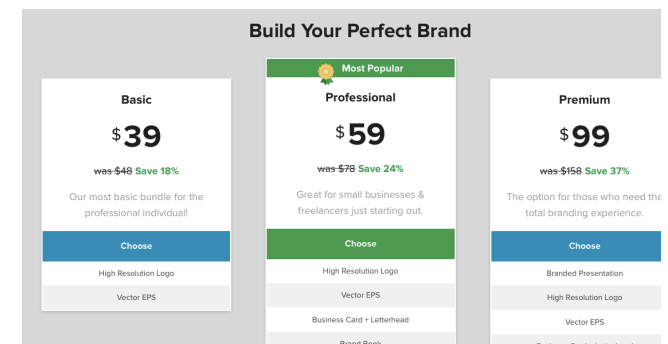 Build Your Perfect Brand
Basic
$39
was $48 Save 18%
Our most basic bundle for the
professional individual!
Choose
High Resolution Logo
Vector EPS
Most Popular
Professional
$59
was $78 Save 24%
Great for small businesses &
freelancers just starting out.
Choose
High Resolution Logo
Vector EPS
Business Card + Letterhead
Brand Book
Premium
$99
was $158 Save 37%
The option for those who need the
total branding experience.
Choose
Branded Presentation
High Resolution Logo
Vector EPS